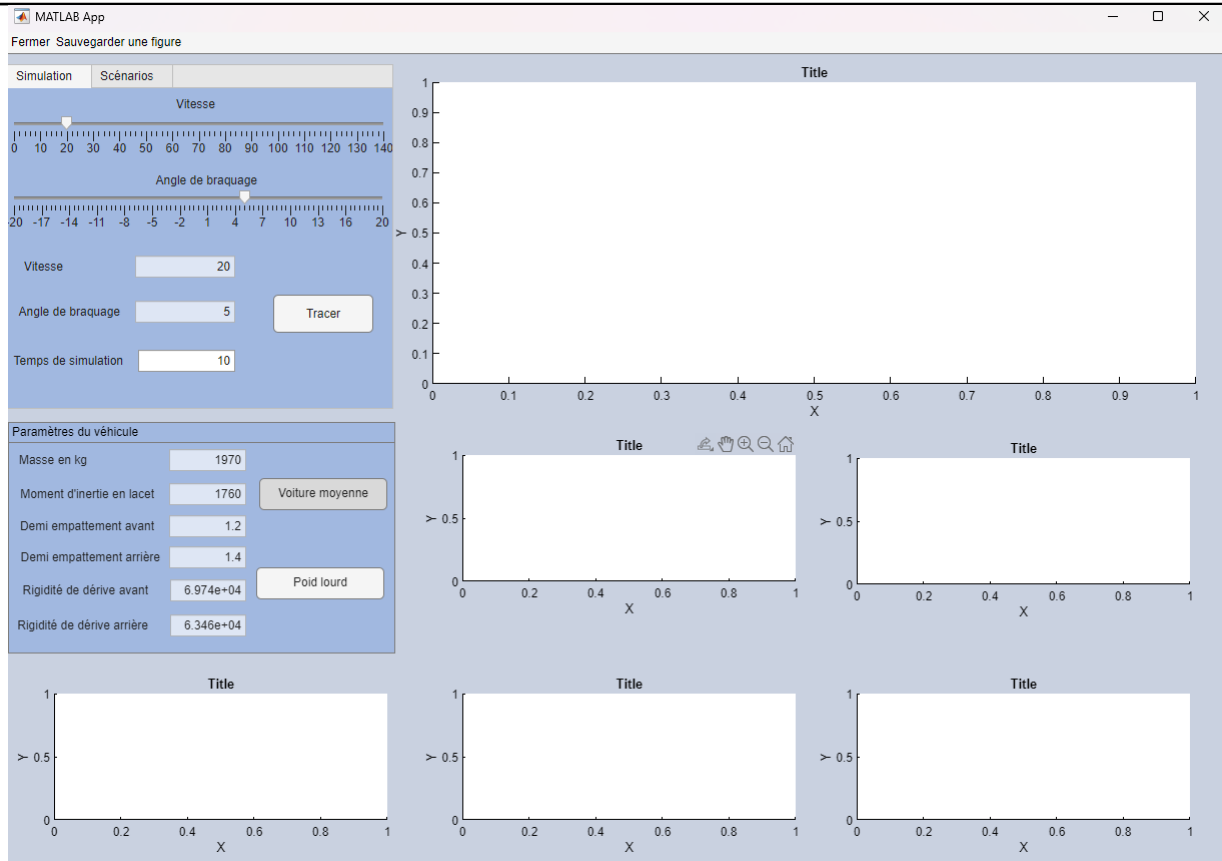 MATLAB App
Fermer Sauvegarder une figure
Simulation Scénarios
Vitesse
0 10 20 30 40 50 60 70 80 90 100 110 120 130 140
Angle de braquage
-20 -17 -14 -11 -8 -5 -2 1 4 7 10 13 16 20
Vitesse 20
Angle de braquage 5
Tracer
Temps de simulation 10
Title
1
0.9
0.8
0.7
0.6
Y 0.5
0.4
0.3
0.2
0.1
0
0 0.1 0.2 0.3 0.4 0.5 0.6 0.7 0.8 0.9 1
X
Paramètres du véhicule
Masse en kg 1970
Moment d'inertie en lacet 1760
Voiture moyenne
Demi empattement avant 1.2
Demi empattement arrière 1.4
Rigidité de dérive avant 6.974e+04
Poid lourd
Rigidité de dérive arrière 6.346e+04
Title
1
Y 0.5
0
0 0.2 0.4 0.6 0.8 1
X
Title
1
Y 0.5
0
0 0.2 0.4 0.6 0.8 1
X
Title
1
Y 0.5
0
0 0.2 0.4 0.6 0.8 1
X
Title
1
Y 0.5
0
0 0.2 0.4 0.6 0.8 1
X
Title
1
Y 0.5
0
0 0.2 0.4 0.6 0.8 1
X